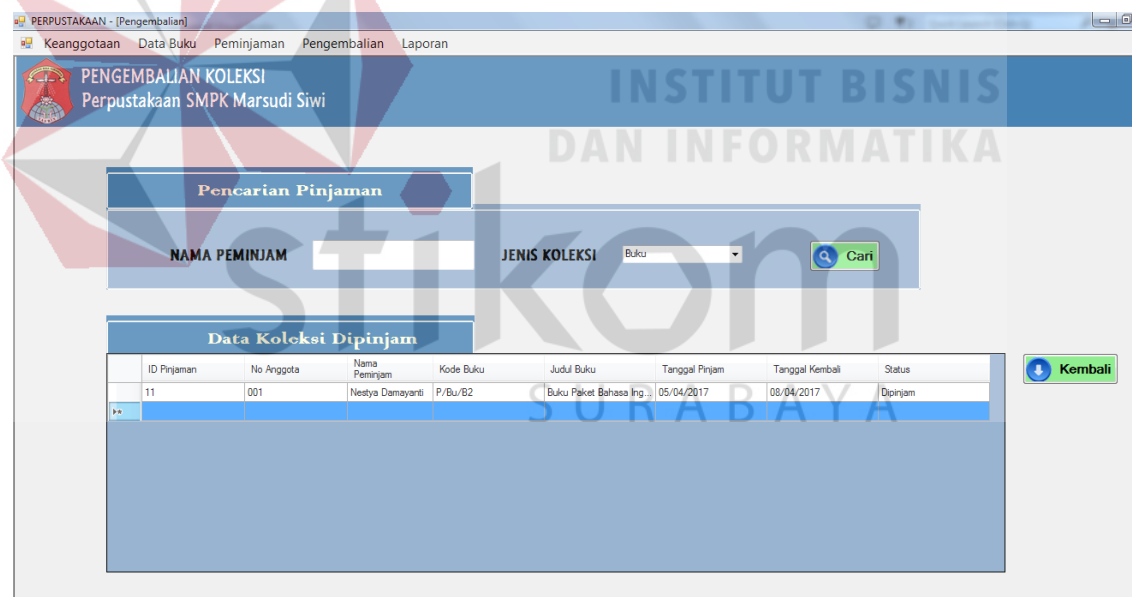 PERPUSTAKAAN - [Pengembalian]
Keanggotaan Data Buku Peminjaman Pengembalian Laporan
PENGEMBALIAN KOLEKSI
Perpustakaan SMPK Marsudi Siwi
INSTITUT BISNIS
DAN INFORMATIKA
Pencarian Pinjaman
stikom
NAMA PEMINJAM JENIS KOLEKSI Buku Cari
Data Koleksi Dipinjam
ID Pinjaman No Anggota Nama Peminjam Kode Buku Judul Buku Tanggal Pinjam Tanggal Kembali Status
Kembali
11 001 Nestya Damayanti P/Bu/B2 Buku Paket Bahasa Ing... 05/04/2017 08/04/2017 Dipinjam
SURABAYA